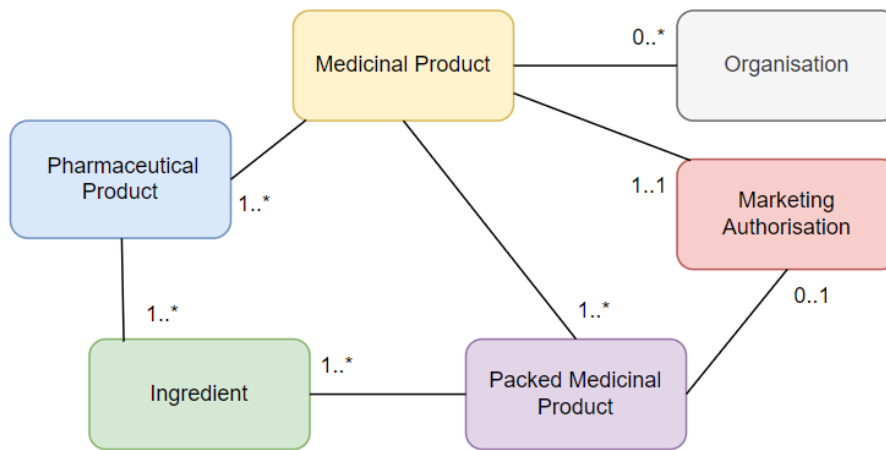 Medicinal Product
0..*
Organisation
Pharmaceutical
Product
1..*
1..1
Marketing
Authorisation
0..1
1..*
1..*
1..*
Ingredient
Packed Medicinal
Product